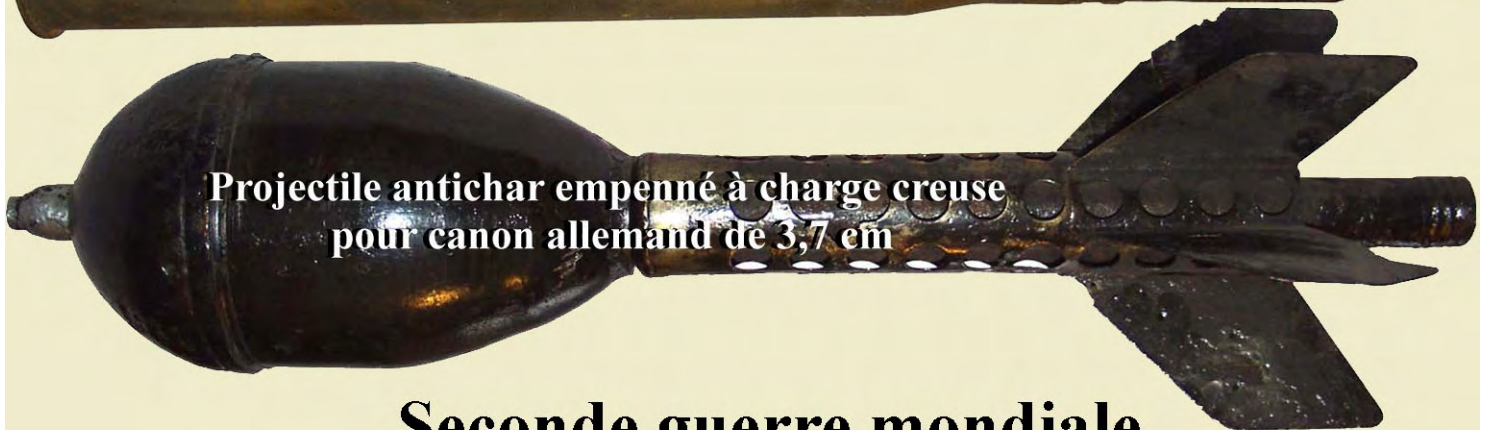 Projectile antichar empenné à charge creuse
pour canon allemand de 3,7 cm
Seconde guerre mondiale